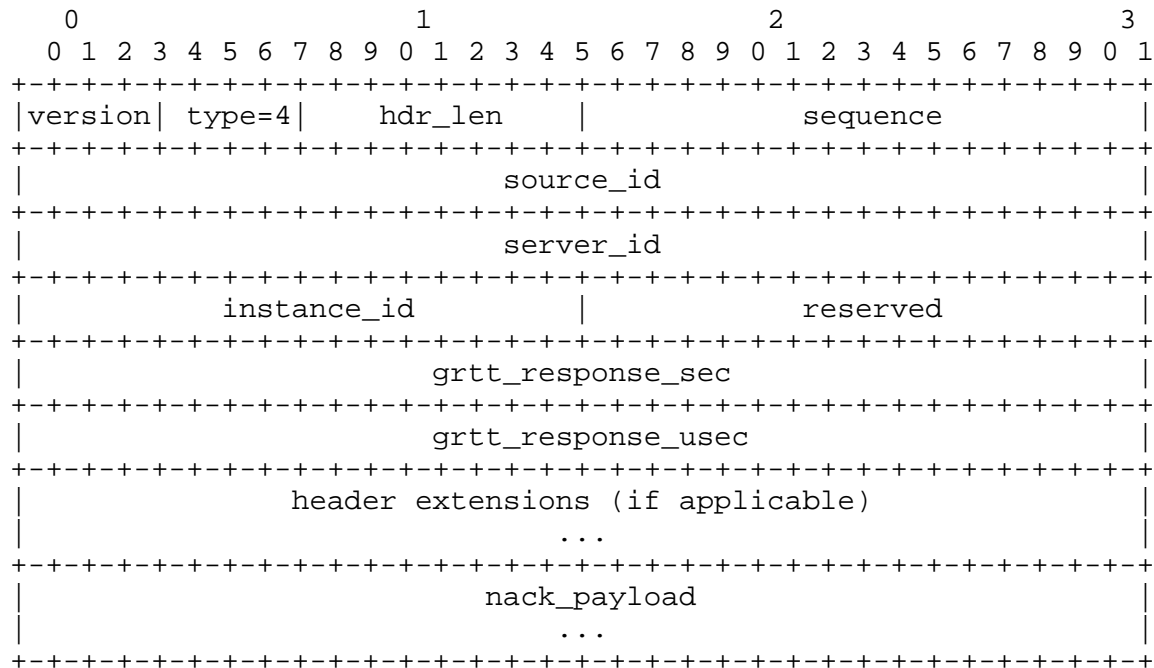 0                   1                   2                   3
0 1 2 3 4 5 6 7 8 9 0 1 2 3 4 5 6 7 8 9 0 1 2 3 4 5 6 7 8 9 0 1
+-+-+-+-+-+-+-+-+-+-+-+-+-+-+-+-+-+-+-+-+-+-+-+-+-+-+-+-+-+-+-+-+
|version| type=4|    hdr_len    |            sequence           |
+-+-+-+-+-+-+-+-+-+-+-+-+-+-+-+-+-+-+-+-+-+-+-+-+-+-+-+-+-+-+-+-+
|                           source_id                           |
+-+-+-+-+-+-+-+-+-+-+-+-+-+-+-+-+-+-+-+-+-+-+-+-+-+-+-+-+-+-+-+-+
|                           server_id                           |
+-+-+-+-+-+-+-+-+-+-+-+-+-+-+-+-+-+-+-+-+-+-+-+-+-+-+-+-+-+-+-+-+
|           instance_id         |            reserved           |
+-+-+-+-+-+-+-+-+-+-+-+-+-+-+-+-+-+-+-+-+-+-+-+-+-+-+-+-+-+-+-+-+
|                       grtt_response_sec                       |
+-+-+-+-+-+-+-+-+-+-+-+-+-+-+-+-+-+-+-+-+-+-+-+-+-+-+-+-+-+-+-+-+
|                       grtt_response_usec                      |
+-+-+-+-+-+-+-+-+-+-+-+-+-+-+-+-+-+-+-+-+-+-+-+-+-+-+-+-+-+-+-+-+
|               header extensions (if applicable)               |
|                              ...                              |
+-+-+-+-+-+-+-+-+-+-+-+-+-+-+-+-+-+-+-+-+-+-+-+-+-+-+-+-+-+-+-+-+
|                          nack_payload                         |
|                              ...                              |
+-+-+-+-+-+-+-+-+-+-+-+-+-+-+-+-+-+-+-+-+-+-+-+-+-+-+-+-+-+-+-+-+